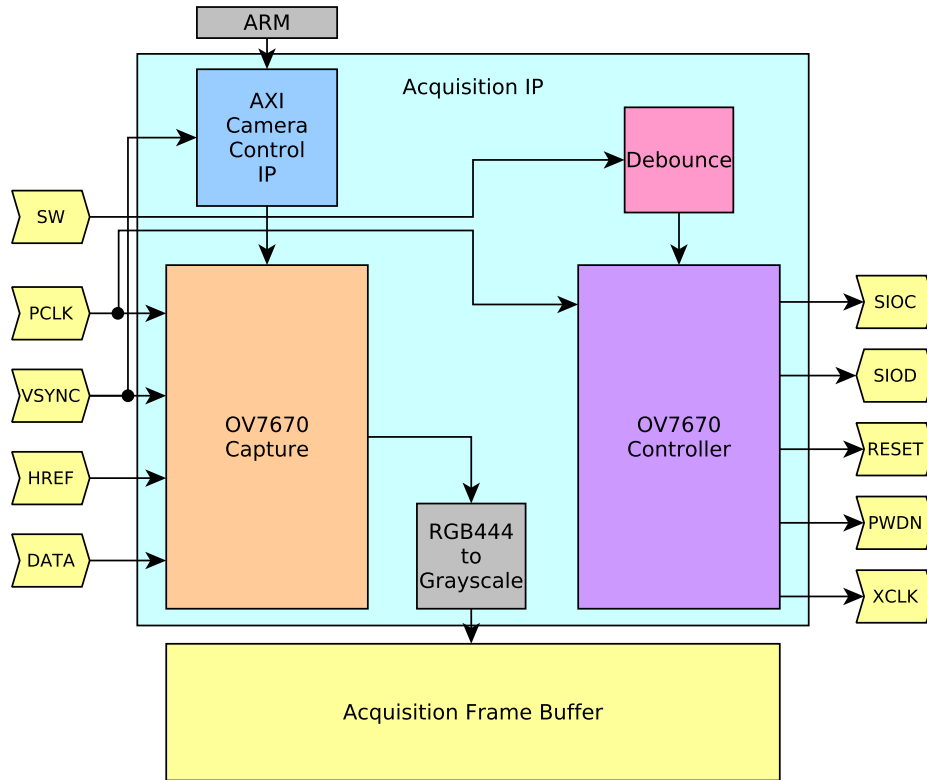 ARM
Acquisition IP
AXI
Camera
Control
IP
Debounce
SW
PCLK
VSYNC
HREF
DATA
OV7670
Capture
RGB444
to
Grayscale
OV7670
Controller
SIOC
SIOD
RESET
PWDN
XCLK
Acquisition Frame Buffer